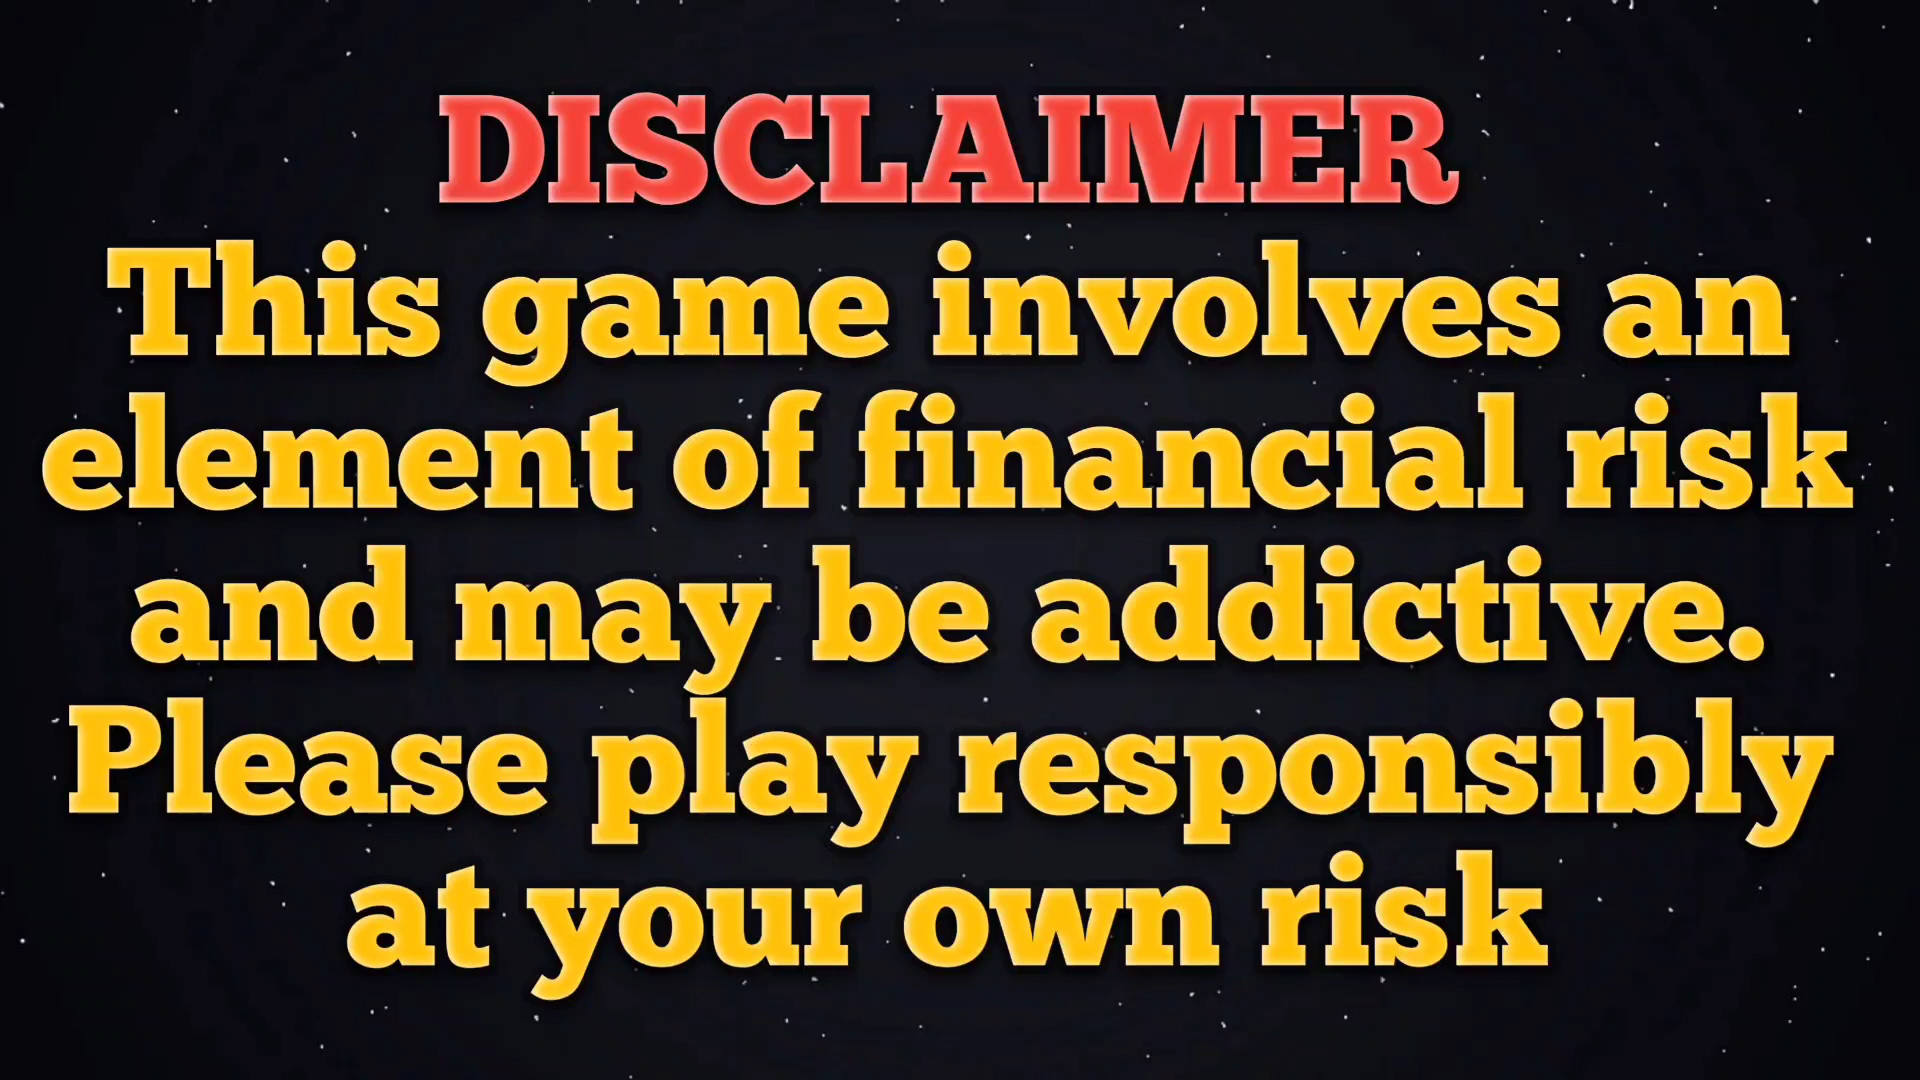 DISCLAIMER
This game involves an
element of financial risk
and may be addictive.
Please play responsibly
at your own risk